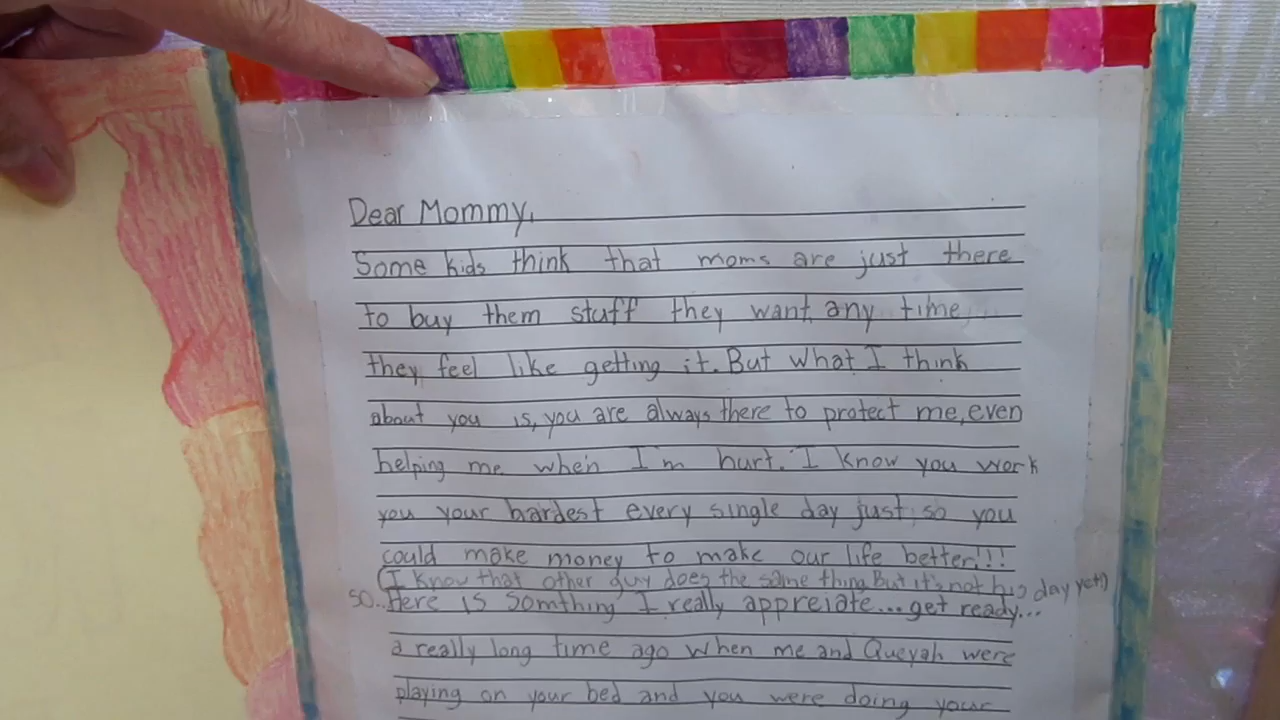 Dear Mommy,
Some kids think that moms are just there
to buy them stuff they want any time
they feel like getting it. But what I think
about you is, you are always there to protect me, even
helping me when I'm hurt. I know you work
you your hardest every single day just so you
could make money to make our life better!!!
(I know that other guy does the same thing But it's not his day yet!)
so... Here is somthing I really appreiate... get ready...
a really long time ago when me and Queyah were
playing on your bed and you were doing your